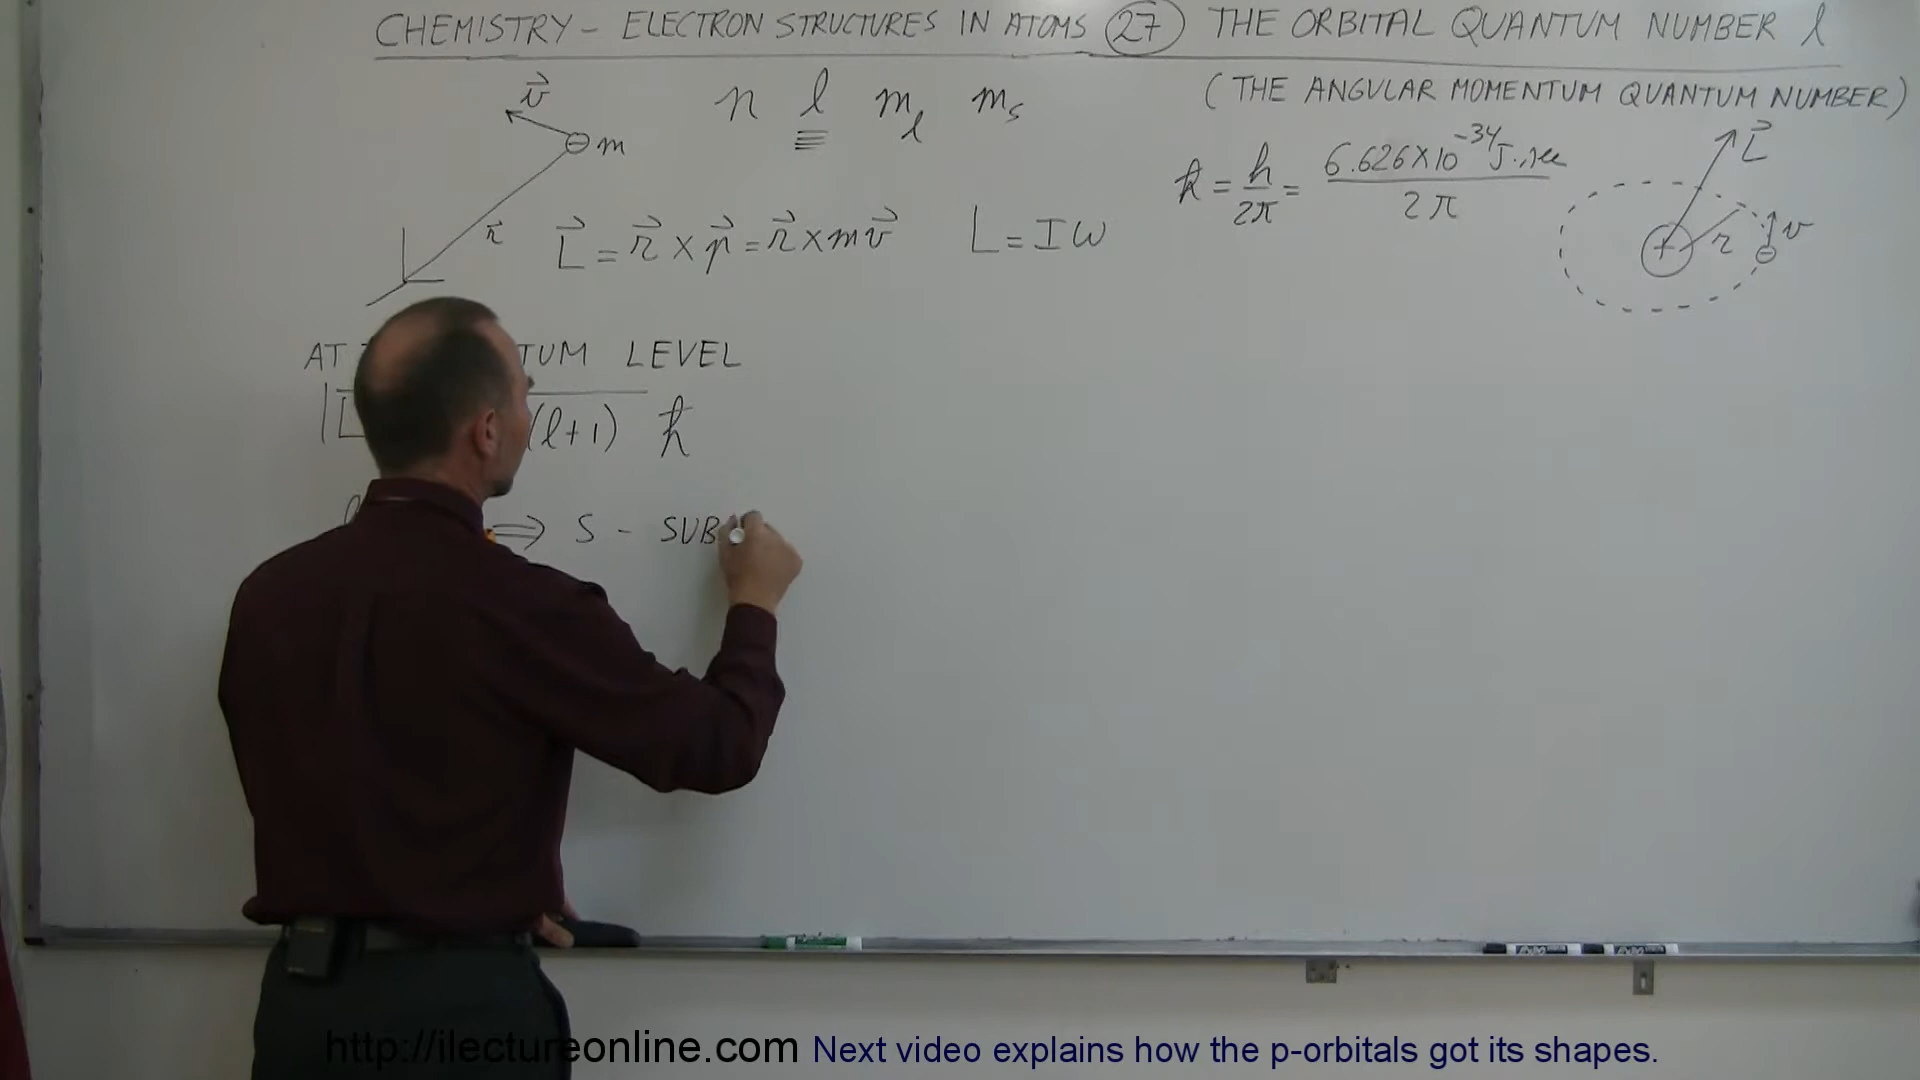 CHEMISTRY - ELECTRON STRUCTURES IN ATOMS 27 THE ORBITAL QUANTUM NUMBER l
(THE ANGULAR MOMENTUM QUANTUM NUMBER)
n l m_l m_s
v⃗
m
r⃗
L⃗ = r⃗ × p⃗ = r⃗ × m v⃗ L = I ω
ħ = h/2π = 6.626×10^-34 J·sec / 2π
L⃗
+ r v
AT TUM LEVEL
|L (l+1) ħ
⇒ S - SUB
http://ilectureonline.com Next video explains how the p-orbitals got its shapes.